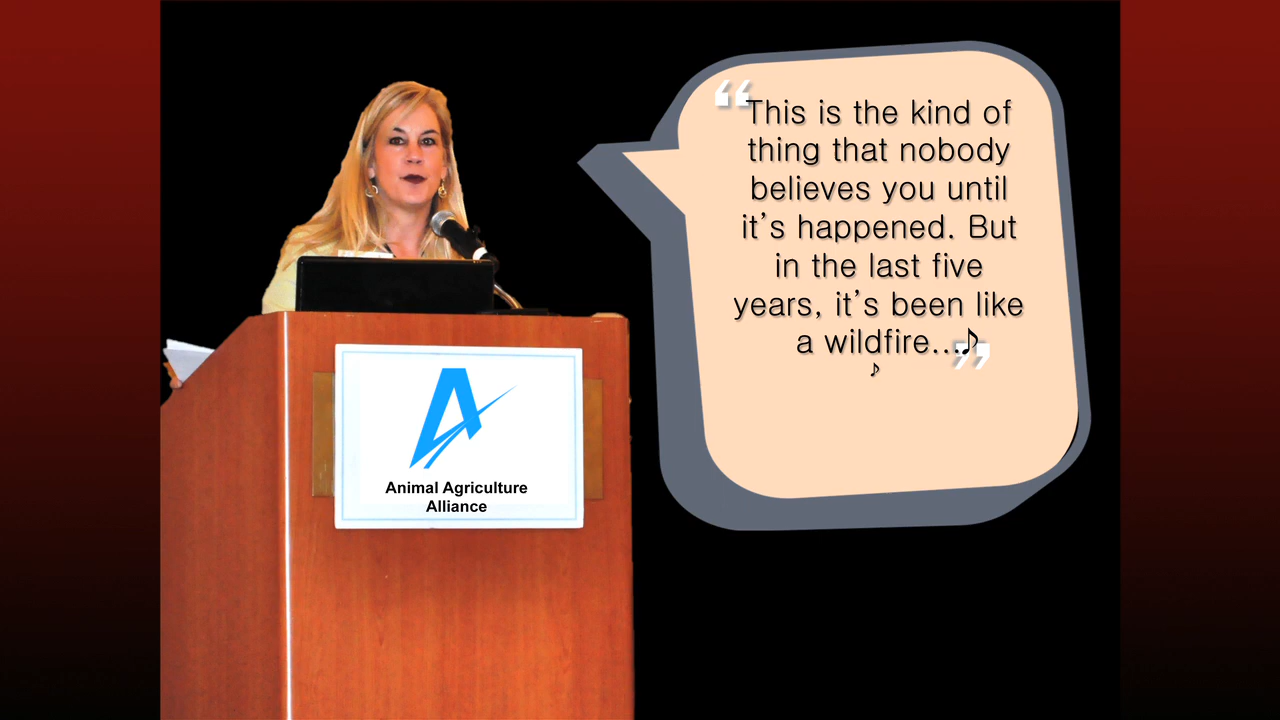 “This is the kind of
thing that nobody
believes you until
it’s happened. But
in the last five
years, it’s been like
a wildfire...♪”
♪
Animal Agriculture
Alliance